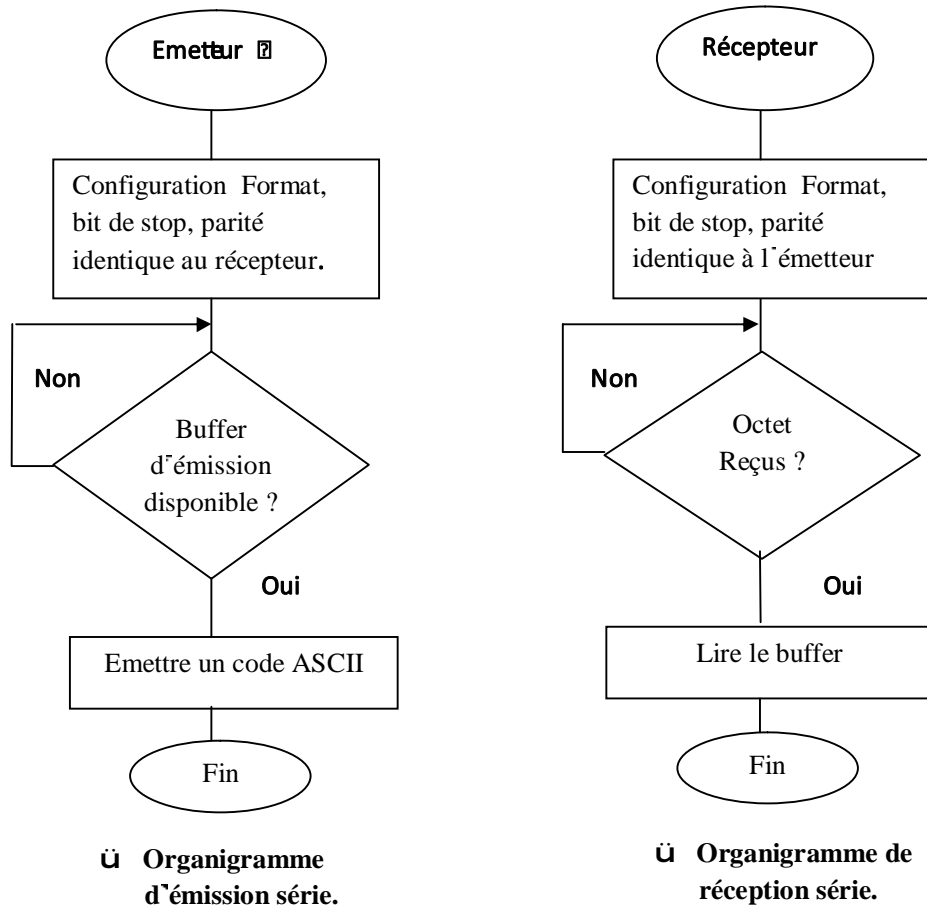 Emetteur
Configuration Format,
bit de stop, parité
identique au récepteur.
Non
Buffer
d‾émission
disponible ?
Oui
Emettre un code ASCII
Fin
ü Organigramme
d‾émission série.
Récepteur
Configuration Format,
bit de stop, parité
identique à l‾émetteur
Non
Octet
Reçus ?
Oui
Lire le buffer
Fin
ü Organigramme de
réception série.